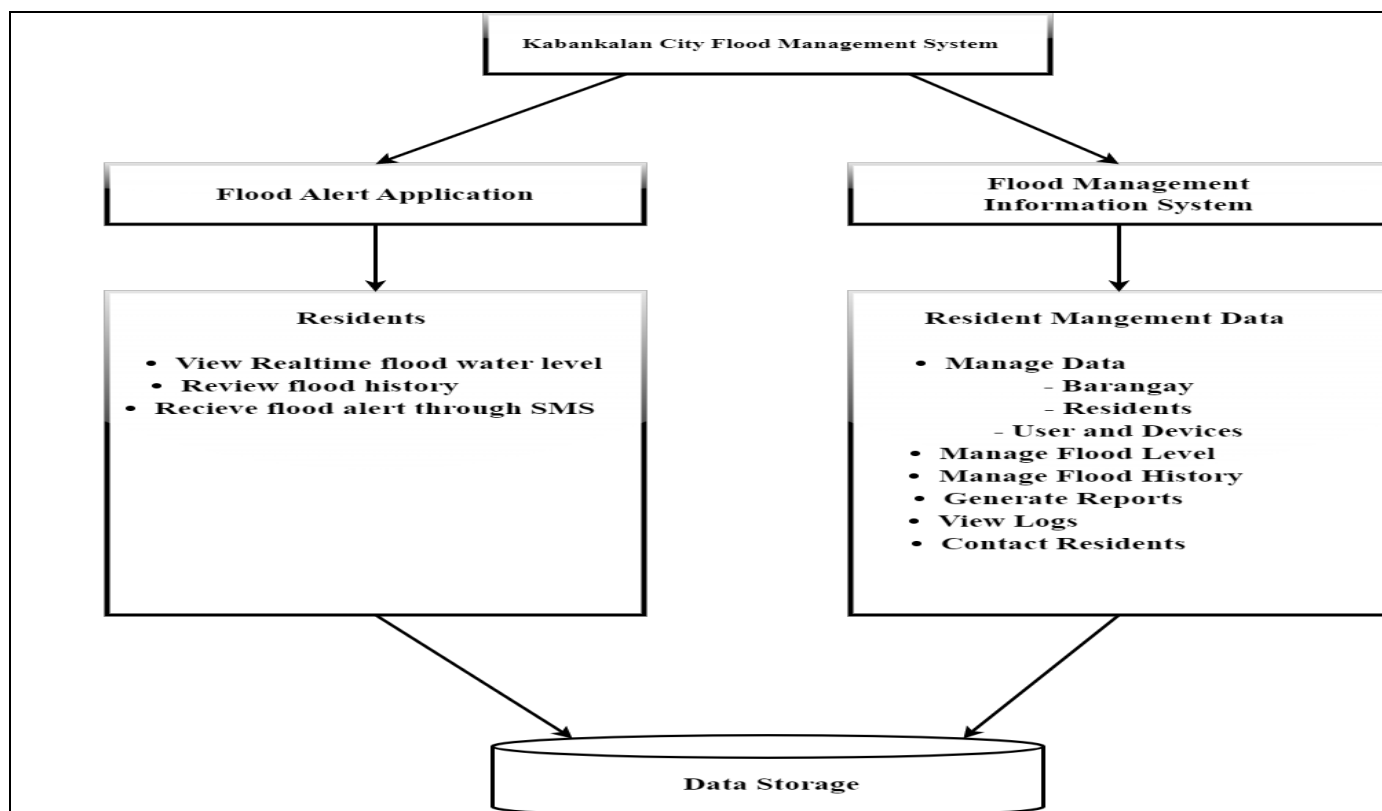 Kabankalan City Flood Management System
Flood Alert Application
Flood Management
Information System
Residents
• View Realtime flood water level
• Review flood history
• Recieve flood alert through SMS
Resident Mangement Data
• Manage Data
- Barangay
- Residents
- User and Devices
• Manage Flood Level
• Manage Flood History
• Generate Reports
• View Logs
• Contact Residents
Data Storage